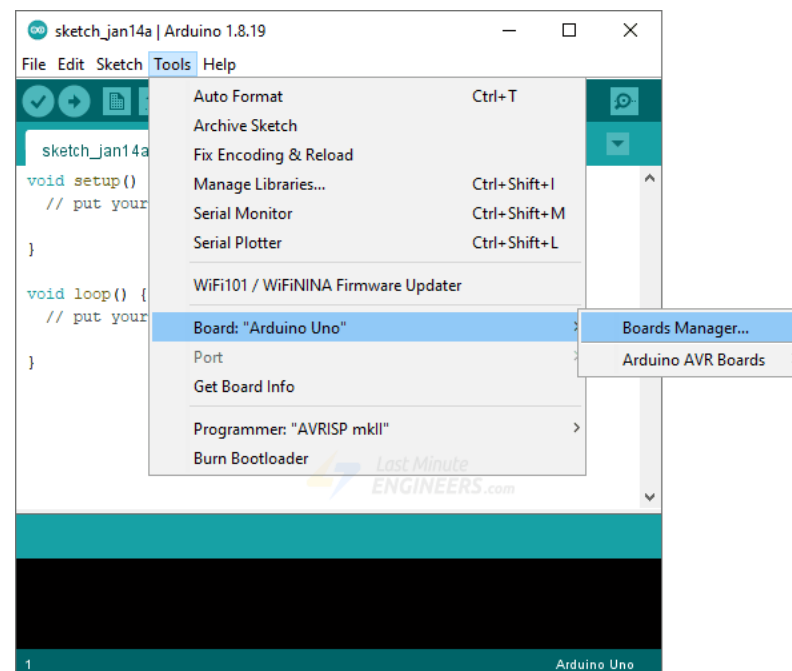 sketch_jan14a | Arduino 1.8.19
File Edit Sketch Tools Help
sketch_jan14a
void setup()
// put your
}
void loop() {
// put your
}
Auto Format Ctrl+T
Archive Sketch
Fix Encoding & Reload
Manage Libraries... Ctrl+Shift+I
Serial Monitor Ctrl+Shift+M
Serial Plotter Ctrl+Shift+L
WiFi101 / WiFiNINA Firmware Updater
Board: "Arduino Uno"
Port
Get Board Info
Programmer: "AVRISP mkII"
Burn Bootloader
Boards Manager...
Arduino AVR Boards
Last Minute
ENGINEERS.com
1 Arduino Uno